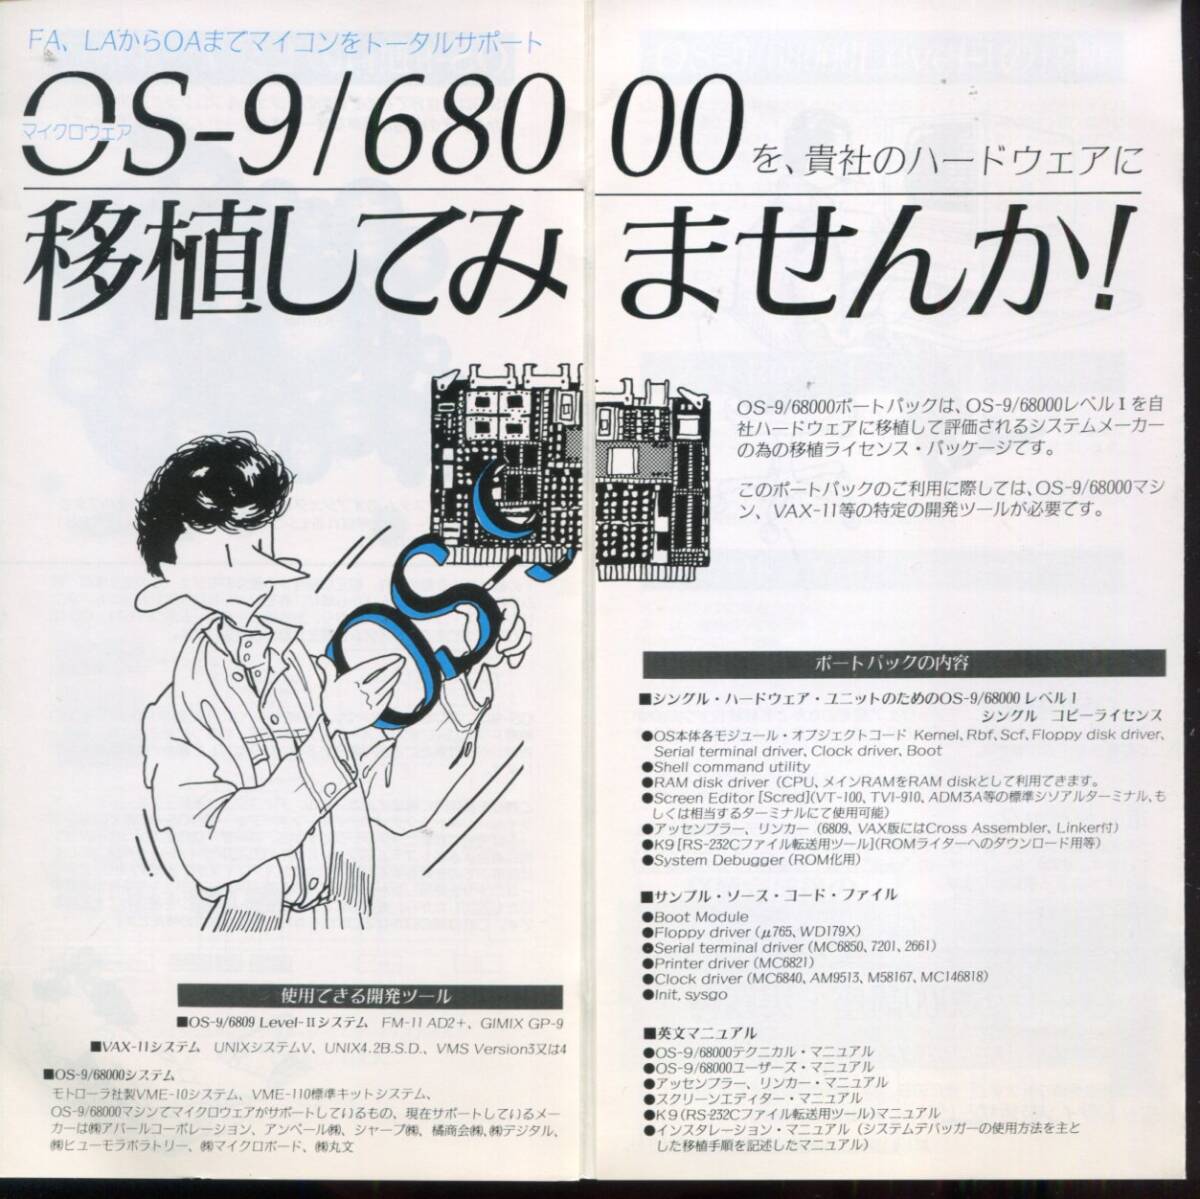 FA、LAからOAまでマイコンをトータルサポート
OS-9/68000を、貴社のハードウェアに
マイクロウェア
移植してみませんか!
OS-9/68000ポートパックは、OS-9/68000レベルIを自
社ハードウェアに移植して評価されるシステムメーカー
の為の移植ライセンス・パッケージです。
このポートパックのご利用に際しては、OS-9/68000マシ
ン、VAX-11等の特定の開発ツールが必要です。
OS-9
使用できる開発ツール
■OS-9/6809 Level-IIシステム FM-11 AD2+、GIMIX GP-9
■VAX-11システム UNIXシステムV、UNIX4.2B.S.D.、VMS Version3又は4
■OS-9/68000システム
モトローラ社製VME-10システム、VME-110標準キットシステム、
OS-9/68000マシンでマイクロウェアがサポートしているもの、現在サポートしているメー
カーは㈱アバールコーポレーション、アンペール㈱、シャープ㈱、橘商会㈱、㈱デジタル、
㈱ヒューモラボラトリー、㈱マイクロボード、㈱丸文
ポートパックの内容
■シングル・ハードウェア・ユニットのためのOS-9/68000 レベル I
シングル コピーライセンス
●OS本体各モジュール・オブジェクトコード Kernel、Rbf、Scf、Floppy disk driver、
Serial terminal driver、Clock driver、Boot
●Shell command utility
●RAM disk driver (CPU、メインRAMをRAM diskとして利用できます。
●Screen Editor [Scred](VT-100、TVI-910、ADM3A等の標準シリアルターミナル、も
しくは相当するターミナルにて使用可能)
●アッセンブラー、リンカー (6809、VAX版にはCross Assembler、Linker付)
●K9 [RS-232Cファイル転送用ツール](ROMライターへのダウンロード用等)
●System Debugger (ROM化用)
■サンプル・ソース・コード・ファイル
●Boot Module
●Floppy driver (μ765、WD179X)
●Serial terminal driver (MC6850、7201、2661)
●Printer driver (MC6821)
●Clock driver (MC6840、AM9513、M58167、MC146818)
●Init, sysgo
■英文マニュアル
●OS-9/68000テクニカル・マニュアル
●OS-9/68000ユーザーズ・マニュアル
●アッセンブラー、リンカー・マニュアル
●スクリーンエディター・マニュアル
●K9 (RS-232Cファイル転送用ツール)マニュアル
●インスタレーション・マニュアル (システムデバッガーの使用方法を主と
した移植手順を記述したマニュアル)